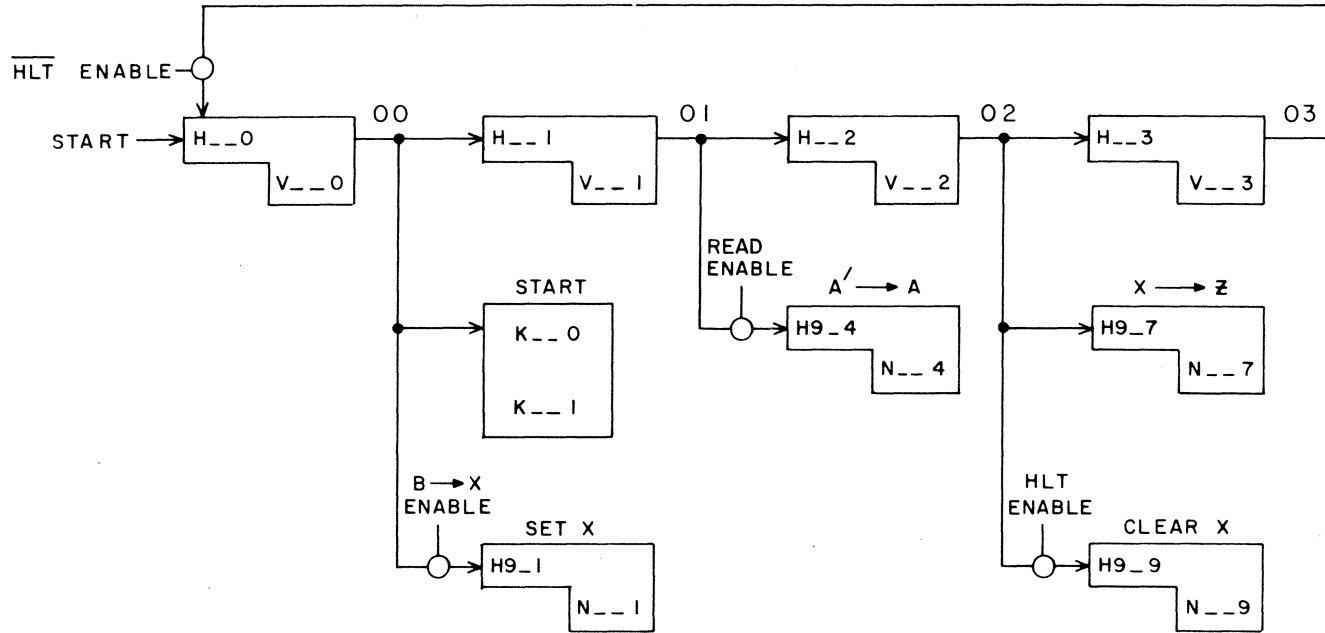 HLT ENABLE
START
H__0
V__0
00
H__1
V__1
01
H__2
V__2
02
H__3
V__3
03
START
K__0
K__1
READ
ENABLE
A′ → A
H9_4
N__4
X → Z
H9_7
N__7
B → X
ENABLE
SET X
H9_1
N__1
HLT
ENABLE
CLEAR X
H9_9
N__9